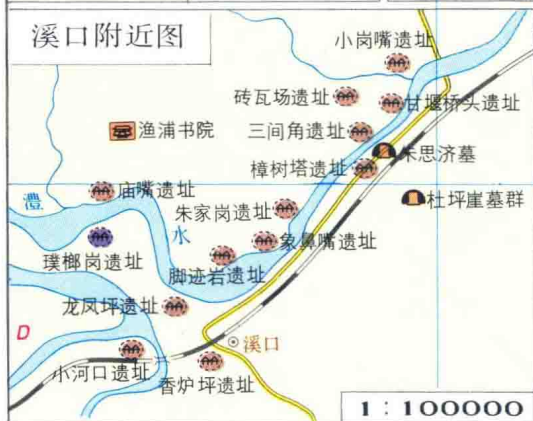 溪口附近图
小岗嘴遗址
砖瓦场遗址
甘堰桥头遗址
渔浦书院
三间角遗址
朱思济墓
樟树塔遗址
庙嘴遗址
杜坪崖墓群
澧
朱家岗遗址
水
象鼻嘴遗址
璞榔岗遗址
脚迹岩遗址
龙凤坪遗址
D
溪口
小河口遗址
香炉坪遗址
1：100000